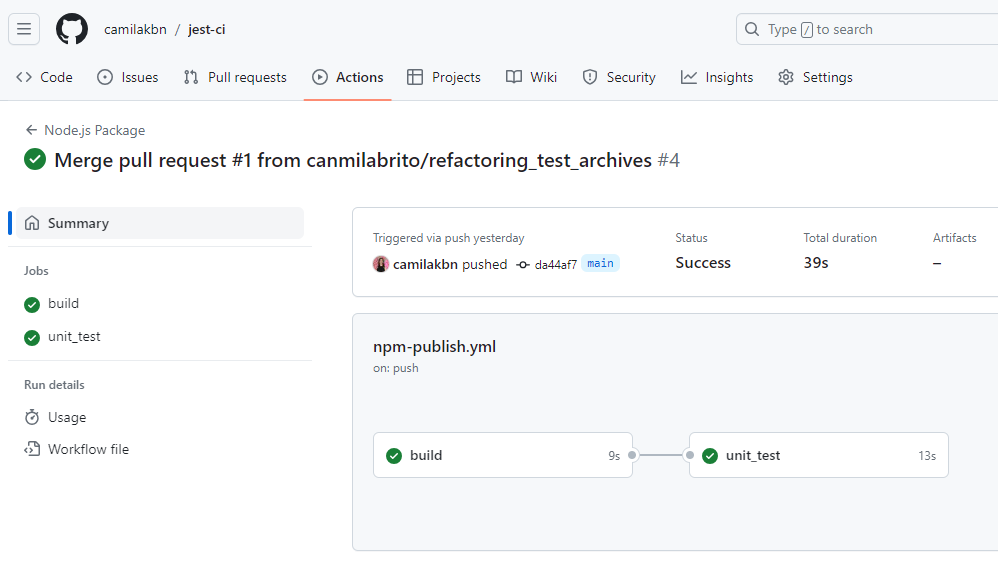 camilakbn / jest-ci
Type / to search
Code Issues Pull requests Actions Projects Wiki Security Insights Settings
Node.js Package
Merge pull request #1 from canmilabrito/refactoring_test_archives #4
Summary
Jobs
build
unit_test
Run details
Usage
Workflow file
Triggered via push yesterday
camilakbn pushed da44af7 main
Status
Success
Total duration
39s
Artifacts
–
npm-publish.yml
on: push
build 9s
unit_test 13s